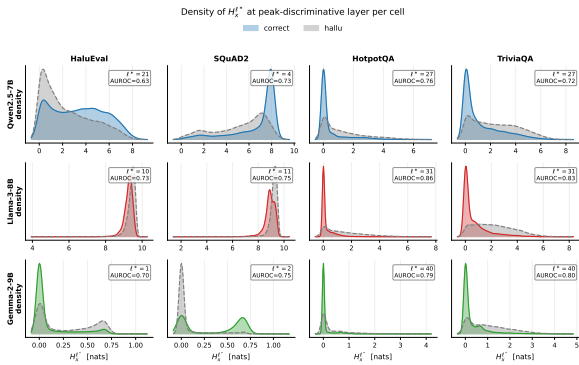 Density of H_s^{ℓ*} at peak-discriminative layer per cell
correct hallu
HaluEval SQuAD2 HotpotQA TriviaQA
Qwen2.5-7B
density
ℓ* = 21
AUROC=0.63
ℓ* = 4
AUROC=0.73
ℓ* = 27
AUROC=0.76
ℓ* = 27
AUROC=0.72
0 2 4 6 8
0 2 4 6 8
0 2 4 6 8
0 2 4 6 8
Llama-3-8B
density
ℓ* = 10
AUROC=0.73
ℓ* = 11
AUROC=0.75
ℓ* = 31
AUROC=0.86
ℓ* = 31
AUROC=0.83
4 6 8 10
2 4 6 8 10
0 2 4 6 8
0 2 4 6 8
Gemma-2-9B
density
ℓ* = 1
AUROC=0.70
ℓ* = 2
AUROC=0.75
ℓ* = 40
AUROC=0.79
ℓ* = 40
AUROC=0.80
0.00 0.25 0.50 0.75 1.00
0.00 0.25 0.50 0.75 1.00
0 1 2 3 4
0 1 2 3 4 5
H_s^{ℓ*} [nats] H_s^{ℓ*} [nats] H_s^{ℓ*} [nats] H_s^{ℓ*} [nats]